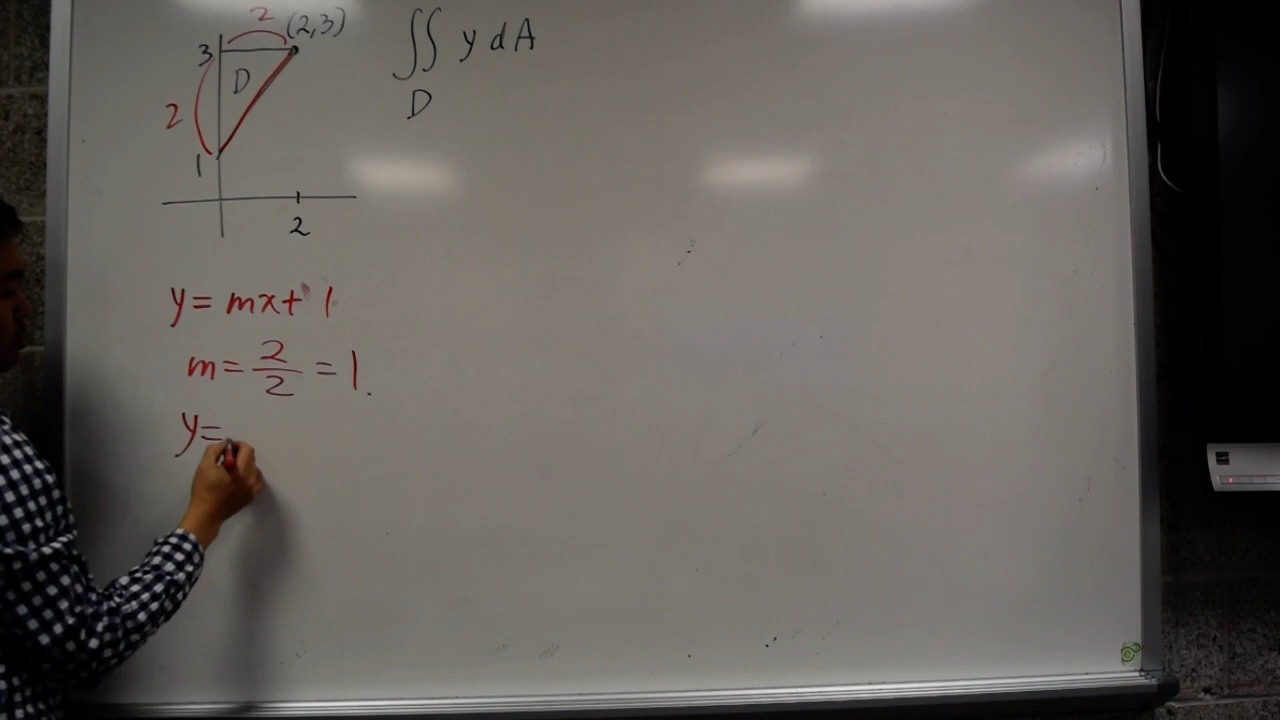 2
(2,3)
3
D
2
1
2
∬ y dA
D
y = mx + 1
m = 2/2 = 1.
y =